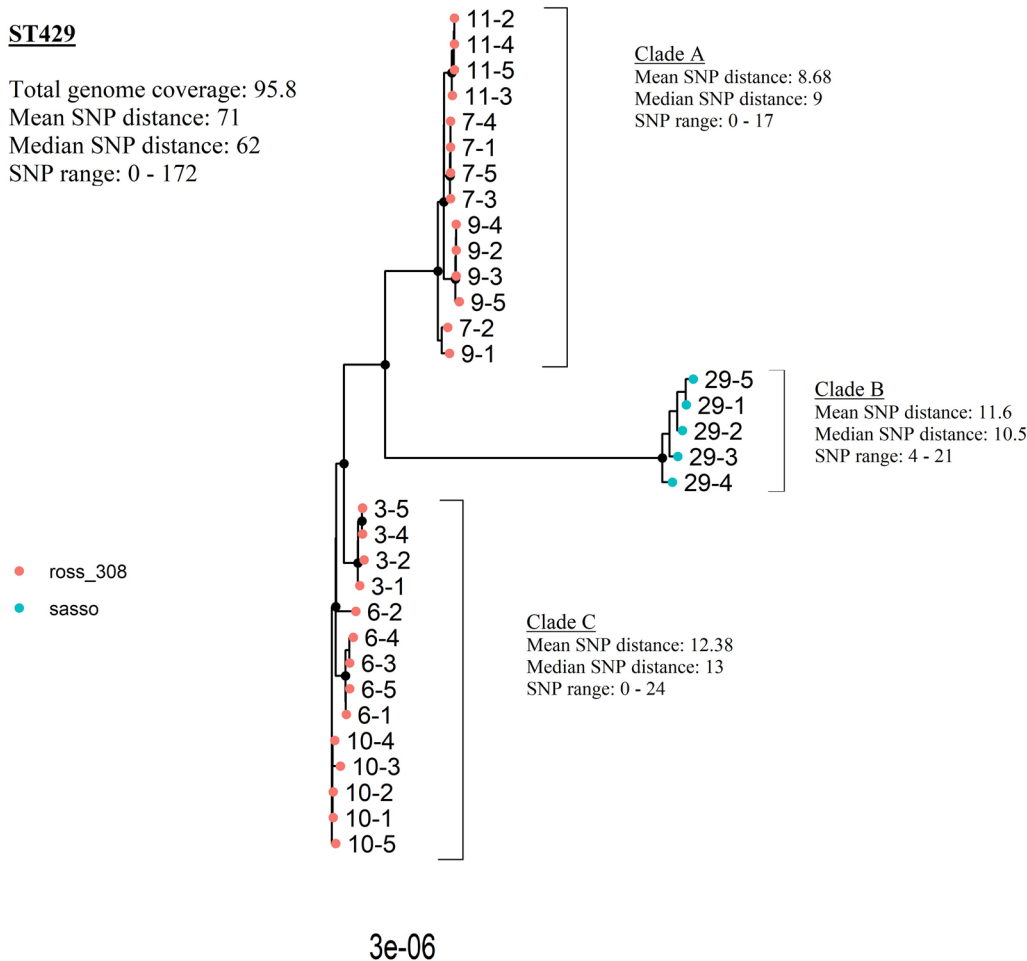 ST429
Total genome coverage: 95.8
Mean SNP distance: 71
Median SNP distance: 62
SNP range: 0 - 172
11-2
11-4
11-5
11-3
7-4
7-1
7-5
7-3
9-4
9-2
9-3
9-5
7-2
9-1
Clade A
Mean SNP distance: 8.68
Median SNP distance: 9
SNP range: 0 - 17
29-5
29-1
29-2
29-3
29-4
Clade B
Mean SNP distance: 11.6
Median SNP distance: 10.5
SNP range: 4 - 21
3-5
3-4
3-2
3-1
6-2
6-4
6-3
6-5
6-1
10-4
10-3
10-2
10-1
10-5
Clade C
Mean SNP distance: 12.38
Median SNP distance: 13
SNP range: 0 - 24
ross_308
sasso
3e-06